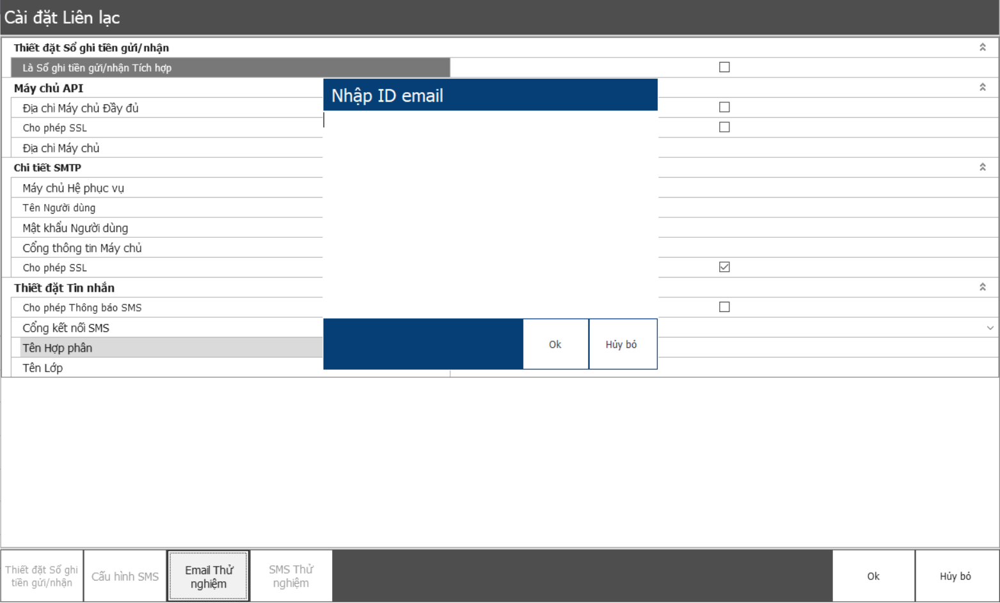 Cài đặt Liên lạc
Thiết đặt Sổ ghi tiền gửi/nhận
Là Sổ ghi tiền gửi/nhận Tích hợp
Máy chủ API
Địa chỉ Máy chủ Đầy đủ
Cho phép SSL
Địa chỉ Máy chủ
Chi tiết SMTP
Máy chủ Hệ phục vụ
Tên Người dùng
Mật khẩu Người dùng
Cổng thông tin Máy chủ
Cho phép SSL
Thiết đặt Tin nhắn
Cho phép Thông báo SMS
Cổng kết nối SMS
Tên Hợp phần
Tên Lớp
Nhập ID email
Ok
Hủy bỏ
Thiết đặt Sổ ghi
tiền gửi/nhận
Cấu hình SMS
Email Thử
nghiệm
SMS Thử
nghiệm
Ok
Hủy bỏ